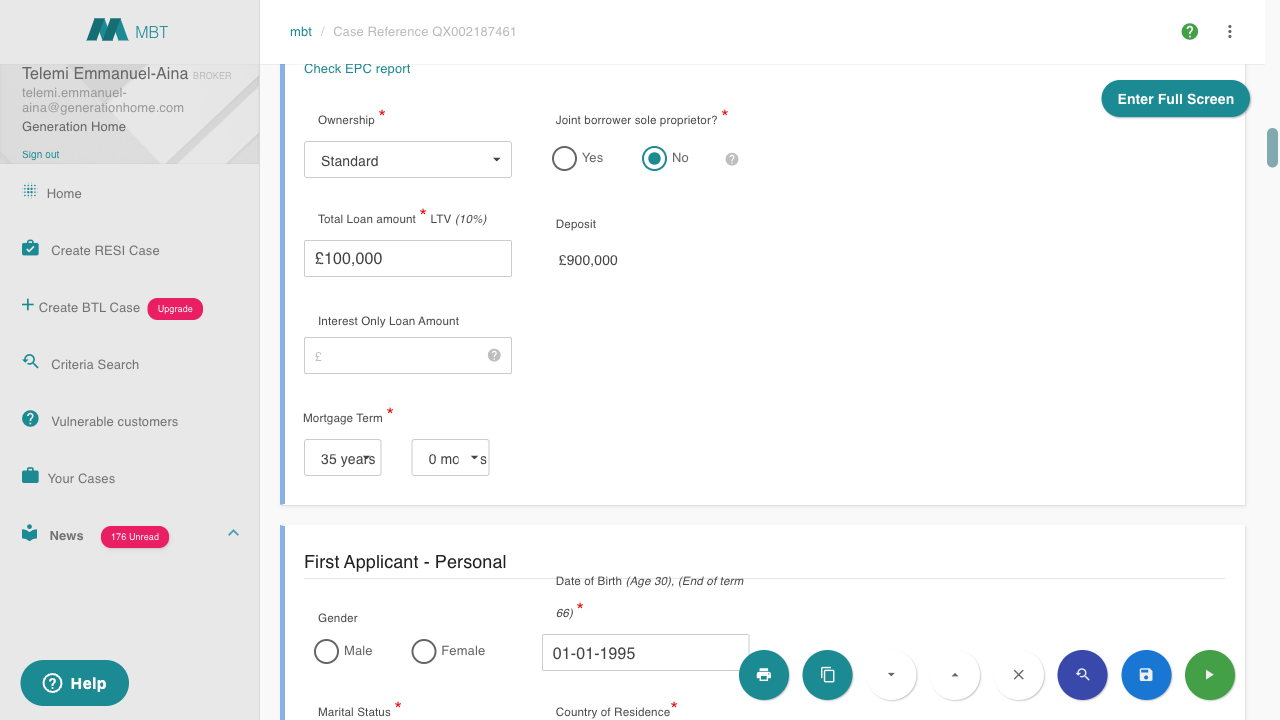 MBT
mbt / Case Reference QX002187461
Telemi Emmanuel-Aina BROKER
telemi.emmanuel-
aina@generationhome.com
Generation Home
Sign out
Home
Create RESI Case
Create BTL Case Upgrade
Criteria Search
Vulnerable customers
Your Cases
News 176 Unread
Help
Check EPC report
Enter Full Screen
Ownership *
Joint borrower sole proprietor? *
Standard
Yes
No
Total Loan amount * LTV (10%)
Deposit
£100,000
£900,000
Interest Only Loan Amount
£
Mortgage Term *
35 years
0 mo s
First Applicant - Personal
Date of Birth (Age 30), (End of term
66) *
Gender
Male
Female
01-01-1995
Marital Status *
Country of Residence*